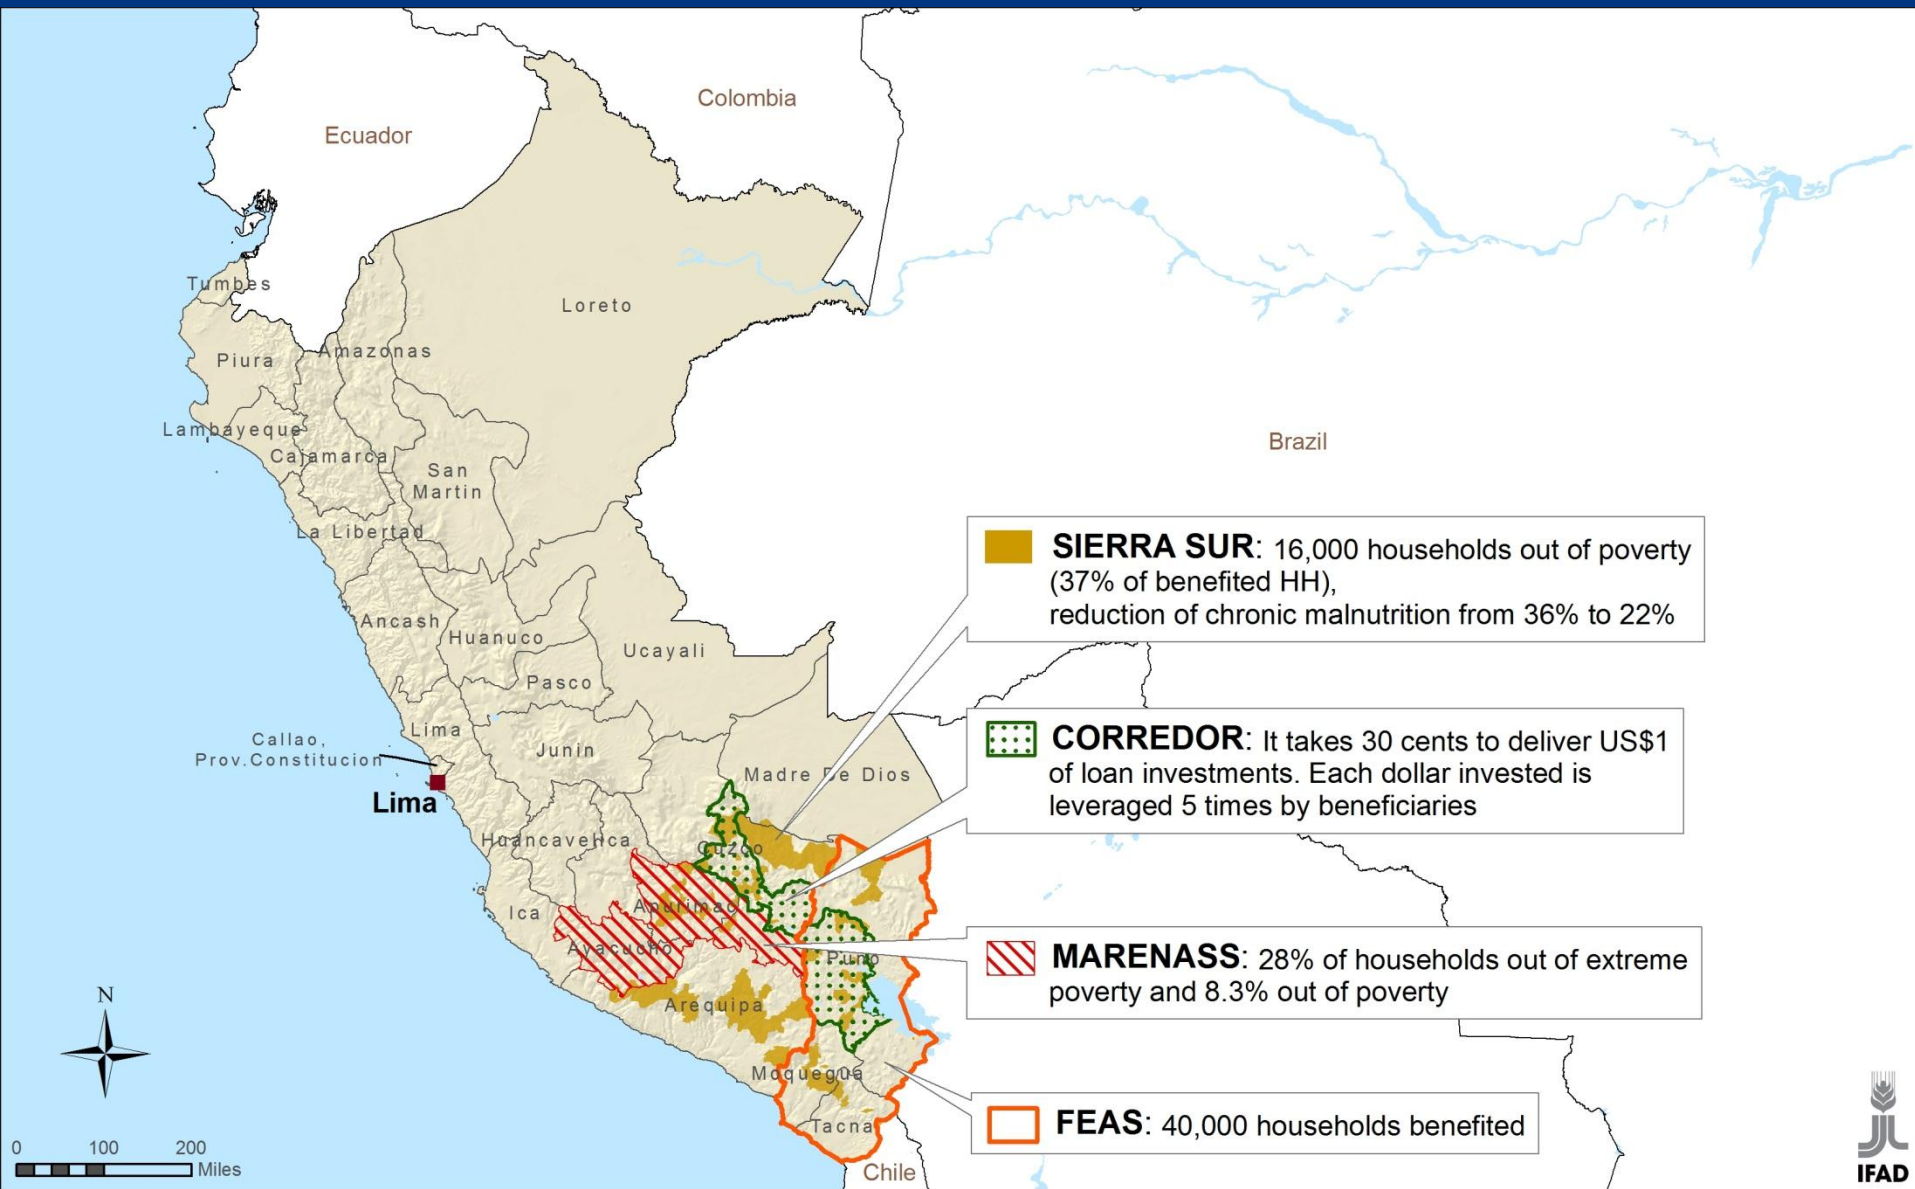 Colombia
Ecuador
Tumbes
Loreto
Amazonas
Piura
Lambayeque
Cajamarca
San
Martin
Brazil
La Libertad
SIERRA SUR: 16,000 households out of poverty
(37% of benefited HH),
reduction of chronic malnutrition from 36% to 22%
Ancash
Huanuco
Ucayali
Pasco
Lima
Callao,
Prov.Constitucion
Junin
CORREDOR: It takes 30 cents to deliver US$1
of loan investments. Each dollar invested is
leveraged 5 times by beneficiaries
Madre De Dios
Lima
Huancavelica
Cuzco
Ica
Apurimac
Ayacucho
Puno
MARENASS: 28% of households out of extreme
poverty and 8.3% out of poverty
Arequipa
N
Moquegua
Tacna
FEAS: 40,000 households benefited
0 100 200
Miles
Chile
IFAD